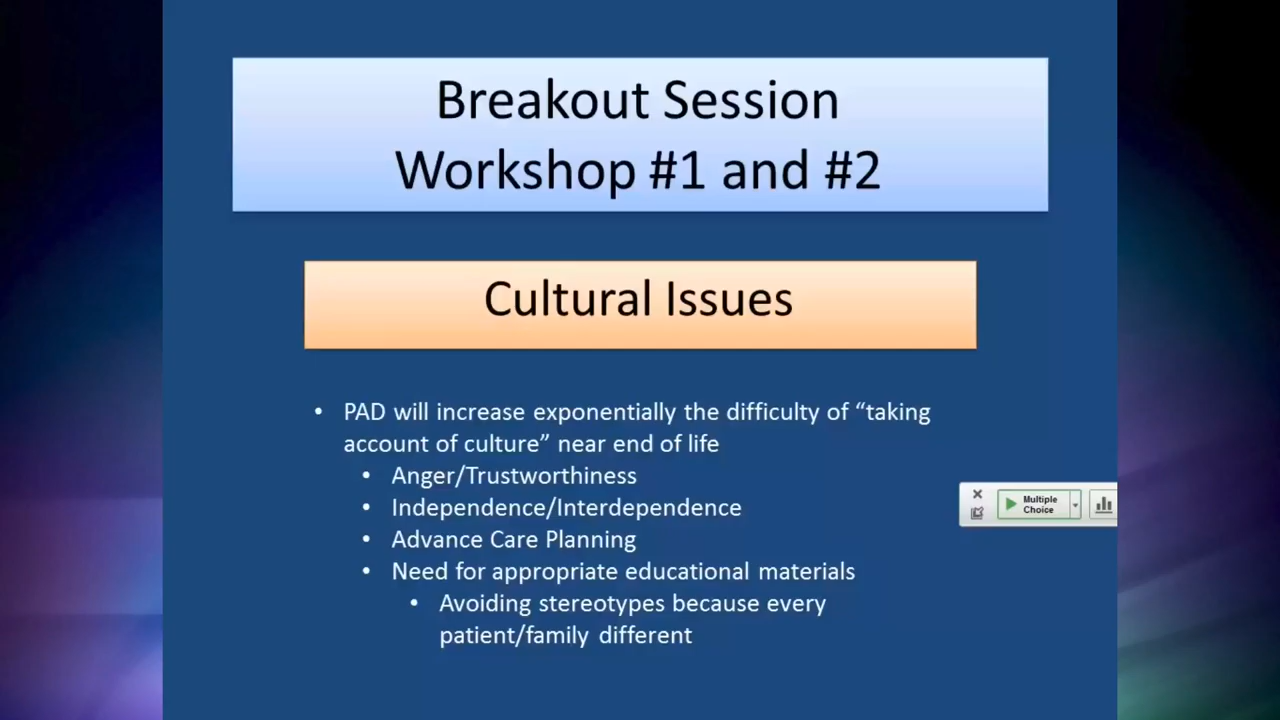 Breakout Session
Workshop #1 and #2
Cultural Issues
• PAD will increase exponentially the difficulty of “taking
account of culture” near end of life
• Anger/Trustworthiness
• Independence/Interdependence
• Advance Care Planning
• Need for appropriate educational materials
• Avoiding stereotypes because every
patient/family different
Multiple
Choice